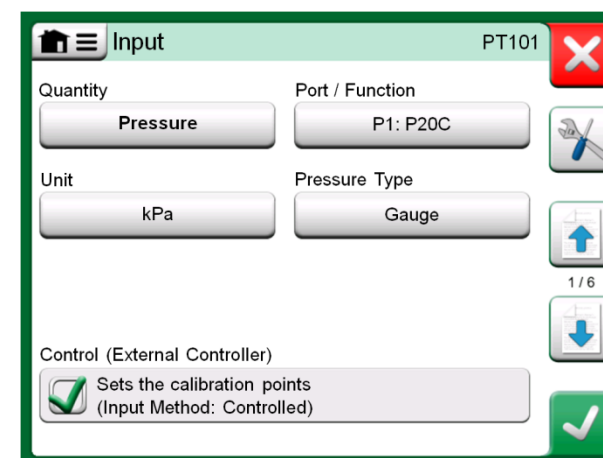 Input
PT101
Quantity
Port / Function
Pressure
P1: P20C
Unit
Pressure Type
kPa
Gauge
1 / 6
Control (External Controller)
Sets the calibration points
(Input Method: Controlled)